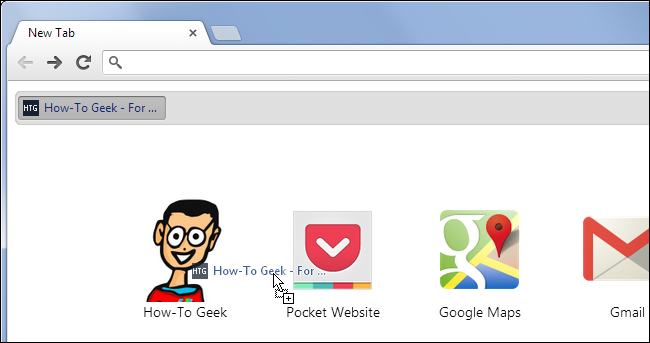 New Tab
HTG How-To Geek - For ...
HTG How-To Geek - For ...
How-To Geek
Pocket Website
Google Maps
Gmail